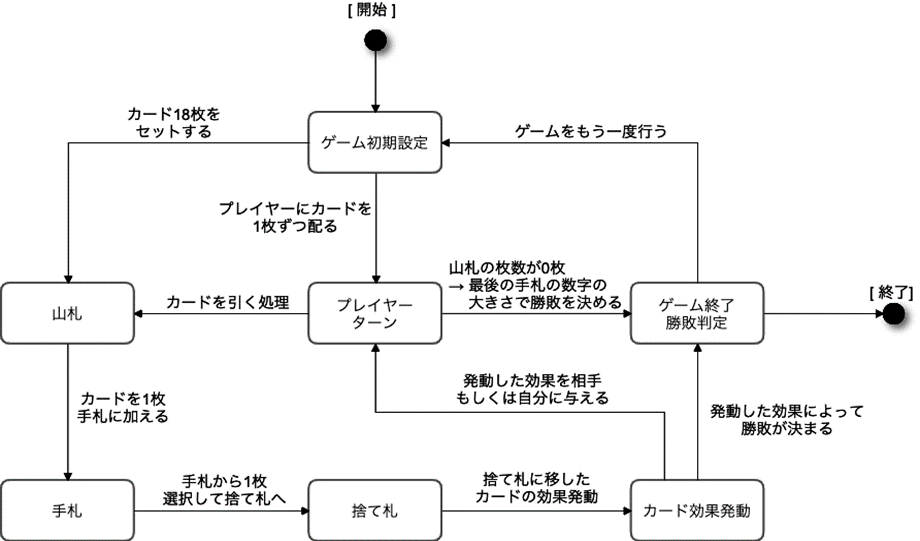 [ 開始 ]
カード18枚を
セットする
ゲーム初期設定
ゲームをもう一度行う
プレイヤーにカードを
1枚ずつ配る
山札の枚数が0枚
→ 最後の手札の数字の
大きさで勝敗を決める
[ 終了]
山札
カードを引く処理
プレイヤー
ターン
ゲーム終了
勝敗判定
カードを1枚
手札に加える
発動した効果を相手
もしくは自分に与える
発動した効果によって
勝敗が決まる
手札
手札から1枚
選択して捨て札へ
捨て札
捨て札に移した
カードの効果発動
カード効果発動